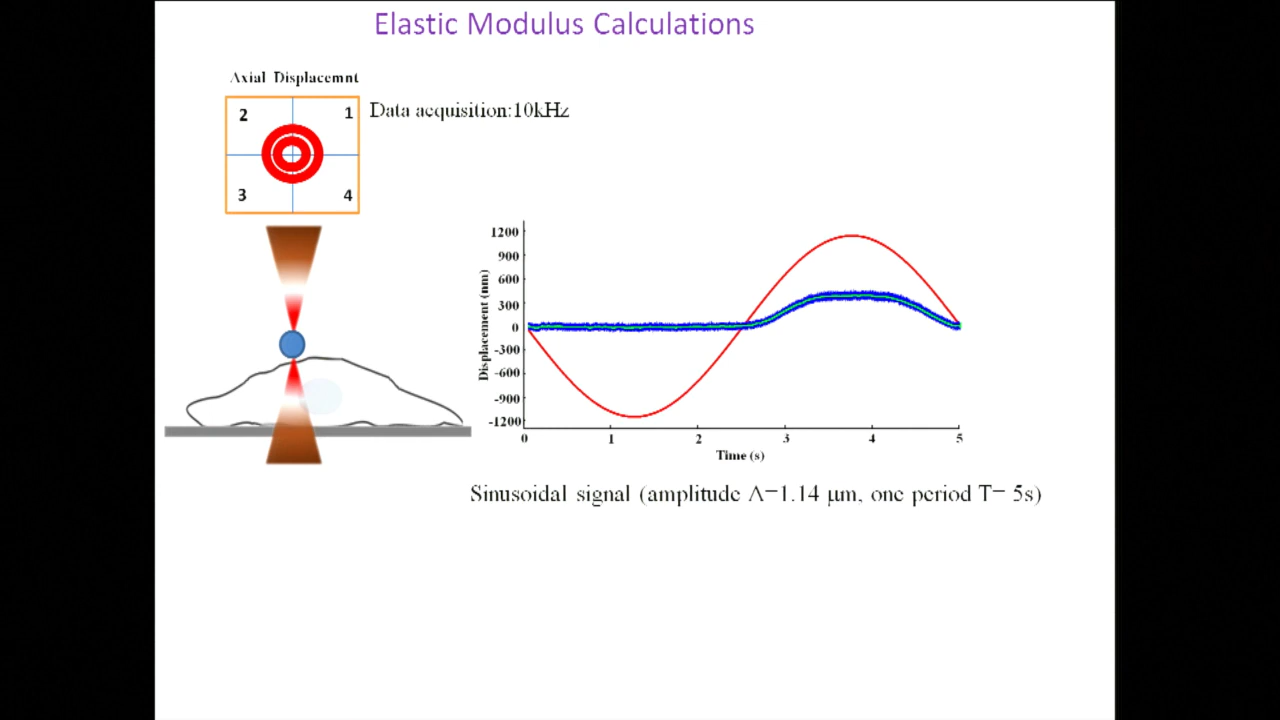 Elastic Modulus Calculations
Axial Displacemnt
2 1
3 4
Data acquisition:10kHz
1200
900
600
300
0
-300
-600
-900
-1200
Displacement (nm)
0 1 2 3 4 5
Time (s)
Sinusoidal signal (amplitude A=1.14 μm, one period T= 5s)